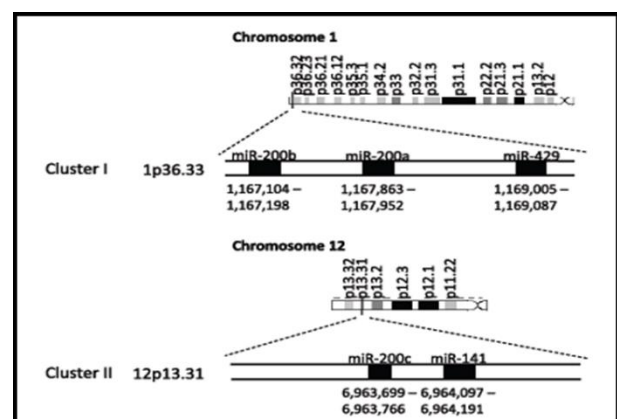 Chromosome 1
p36.32 p36.23 p36.21 p36.12 p35.3 p35.1 p34.2 p33 p32.2 p31.3 p31.1 p22.2 p21.3 p21.1 p13.2 p12
miR-200b miR-200a miR-429
Cluster I 1p36.33
1,167,104 – 1,167,863 – 1,169,005 –
1,167,198 1,167,952 1,169,087
Chromosome 12
p13.32 p13.31 p13.2 p12.3 p12.1 p11.22
miR-200c miR-141
Cluster II 12p13.31
6,963,699 – 6,964,097 –
6,963,766 6,964,191